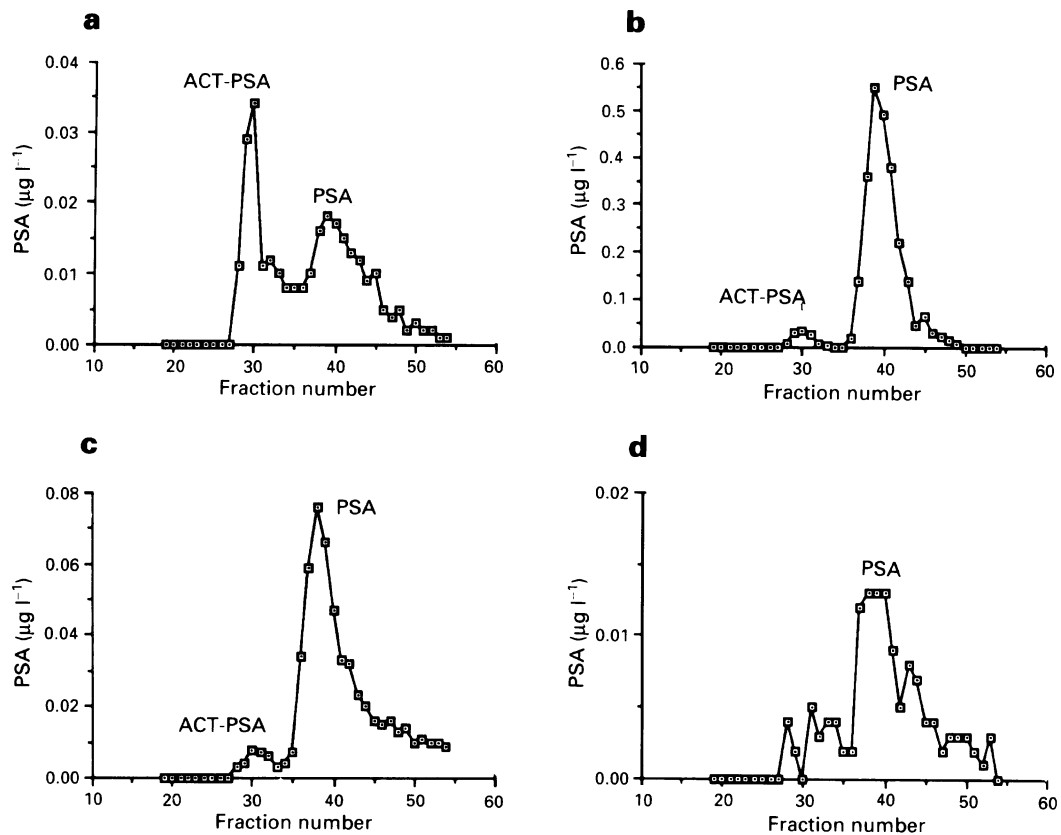 a
0.04
0.03
0.02
0.01
0.00
PSA (µg l⁻¹)
ACT-PSA
PSA
10 20 30 40 50 60
Fraction number
b
0.6
0.5
0.4
0.3
0.2
0.1
0.0
PSA (µg l⁻¹)
PSA
ACT-PSA
10 20 30 40 50 60
Fraction number
c
0.08
0.06
0.04
0.02
0.00
PSA (µg l⁻¹)
PSA
ACT-PSA
10 20 30 40 50 60
Fraction number
d
0.02
0.01
0.00
PSA (µg l⁻¹)
PSA
10 20 30 40 50 60
Fraction number